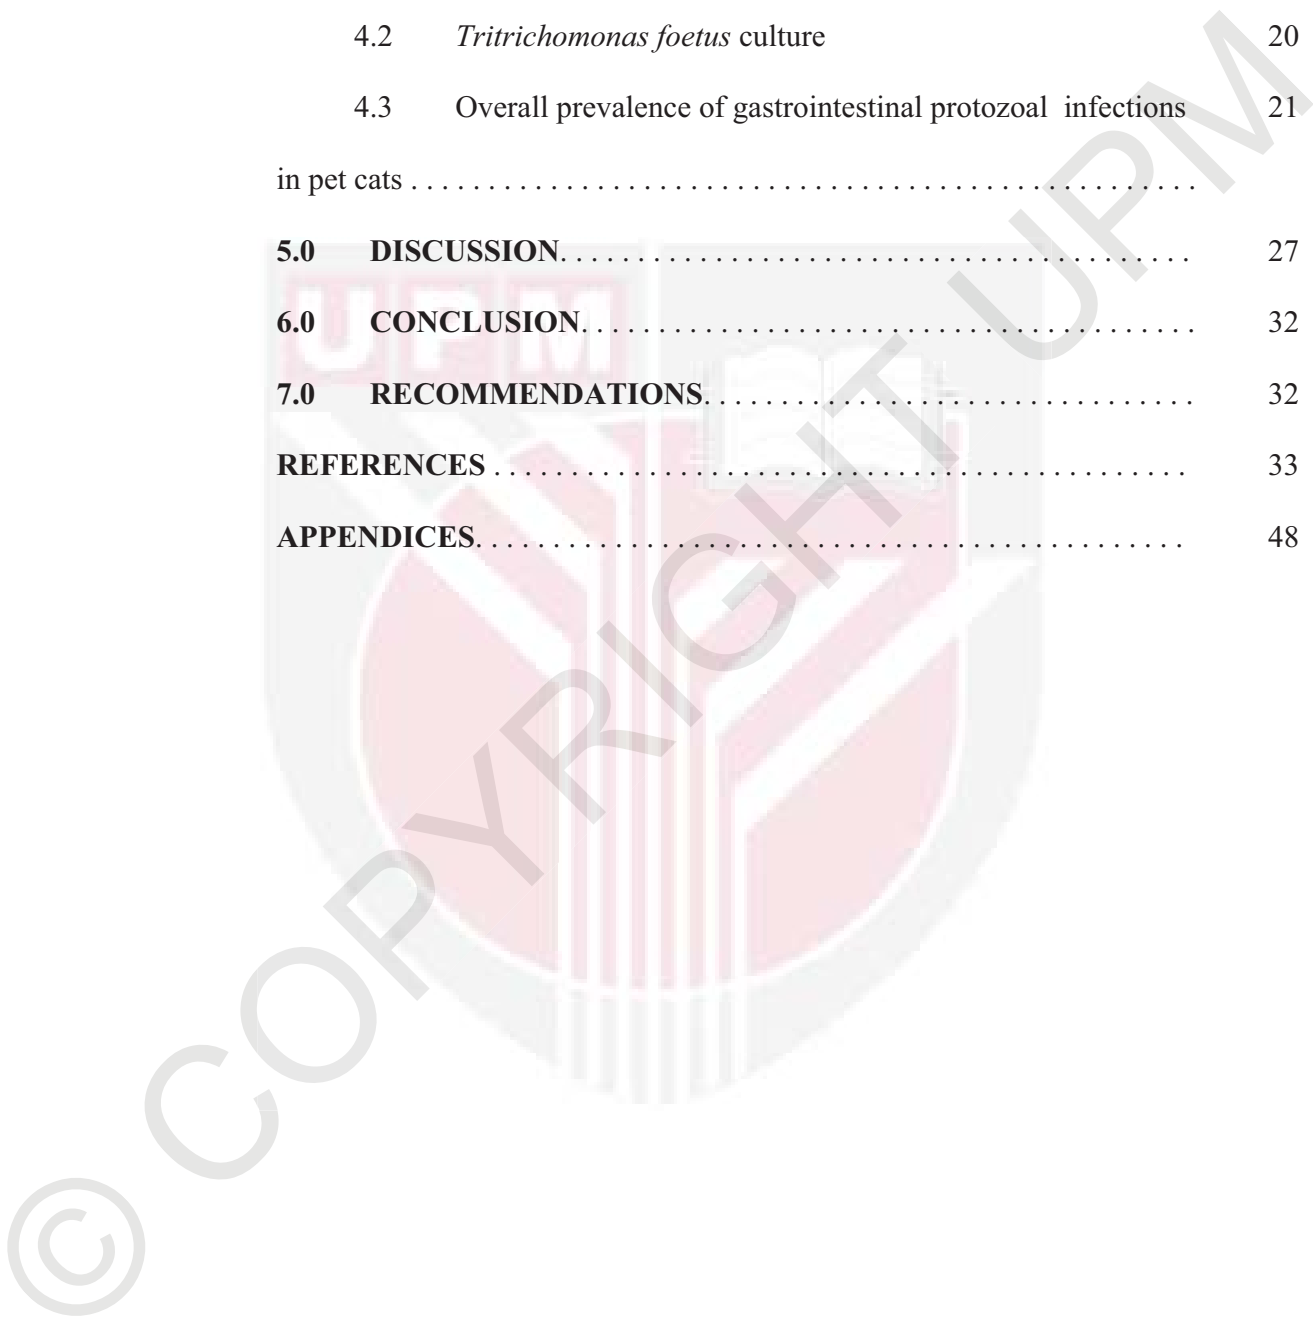 4.2 Tritrichomonas foetus culture 20
4.3 Overall prevalence of gastrointestinal protozoal infections 21
in pet cats . . . . . . . . . . . . . . . . . . . . . . . . . . . . . . . . . . . . . . . . . . . . . . . . . . .
5.0 DISCUSSION. . . . . . . . . . . . . . . . . . . . . . . . . . . . . . . . . . . . . . . . . 27
6.0 CONCLUSION. . . . . . . . . . . . . . . . . . . . . . . . . . . . . . . . . . . . . . . . 32
7.0 RECOMMENDATIONS. . . . . . . . . . . . . . . . . . . . . . . . . . . . . . . . 32
REFERENCES . . . . . . . . . . . . . . . . . . . . . . . . . . . . . . . . . . . . . . . . . . . . . 33
APPENDICES. . . . . . . . . . . . . . . . . . . . . . . . . . . . . . . . . . . . . . . . . . . . . . 48
UPM
© COPYRIGHT UPM